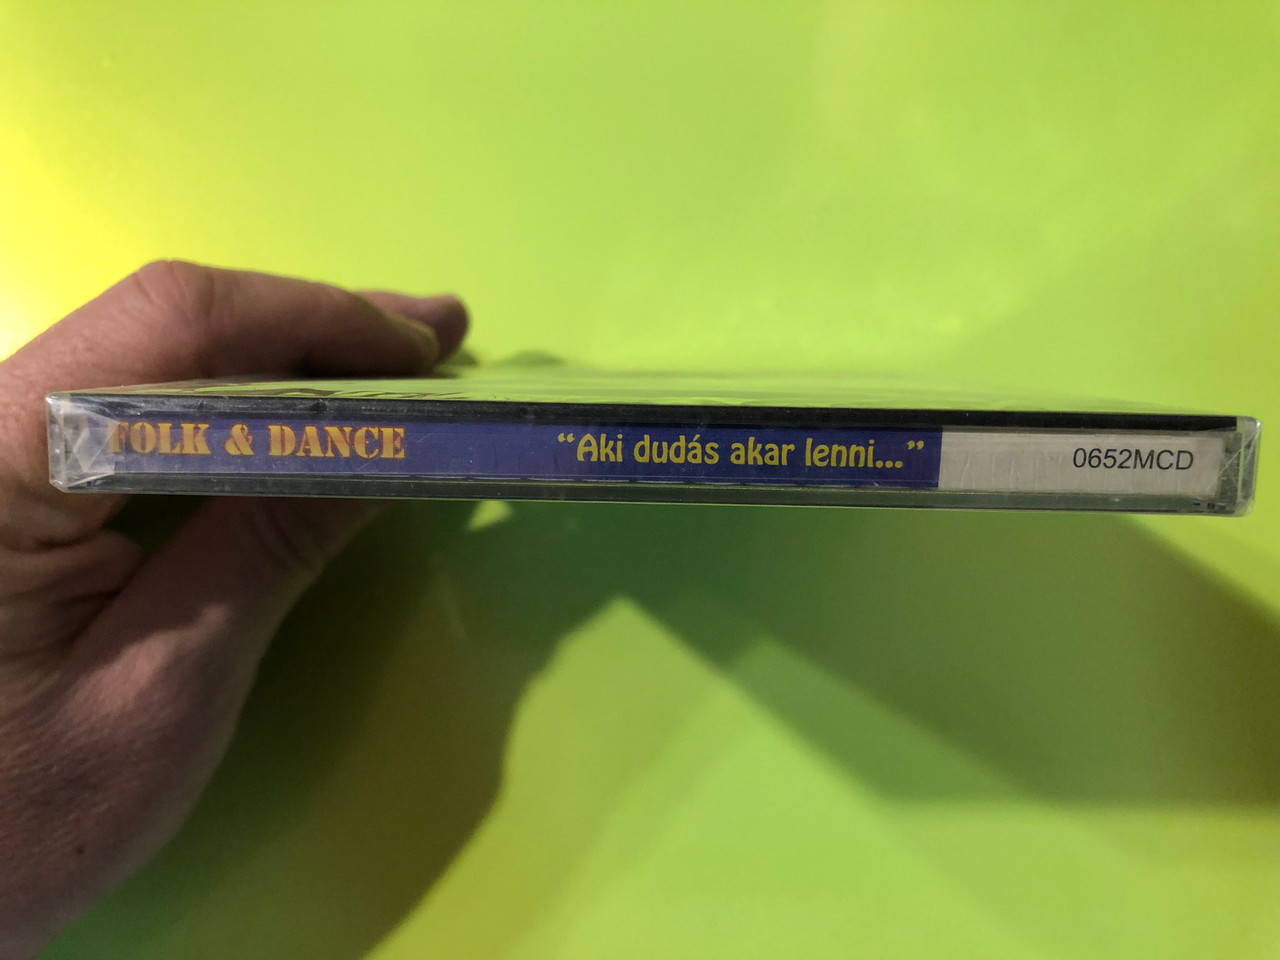 FOLK & DANCE “Aki dudás akar lenni...” 0652MCD